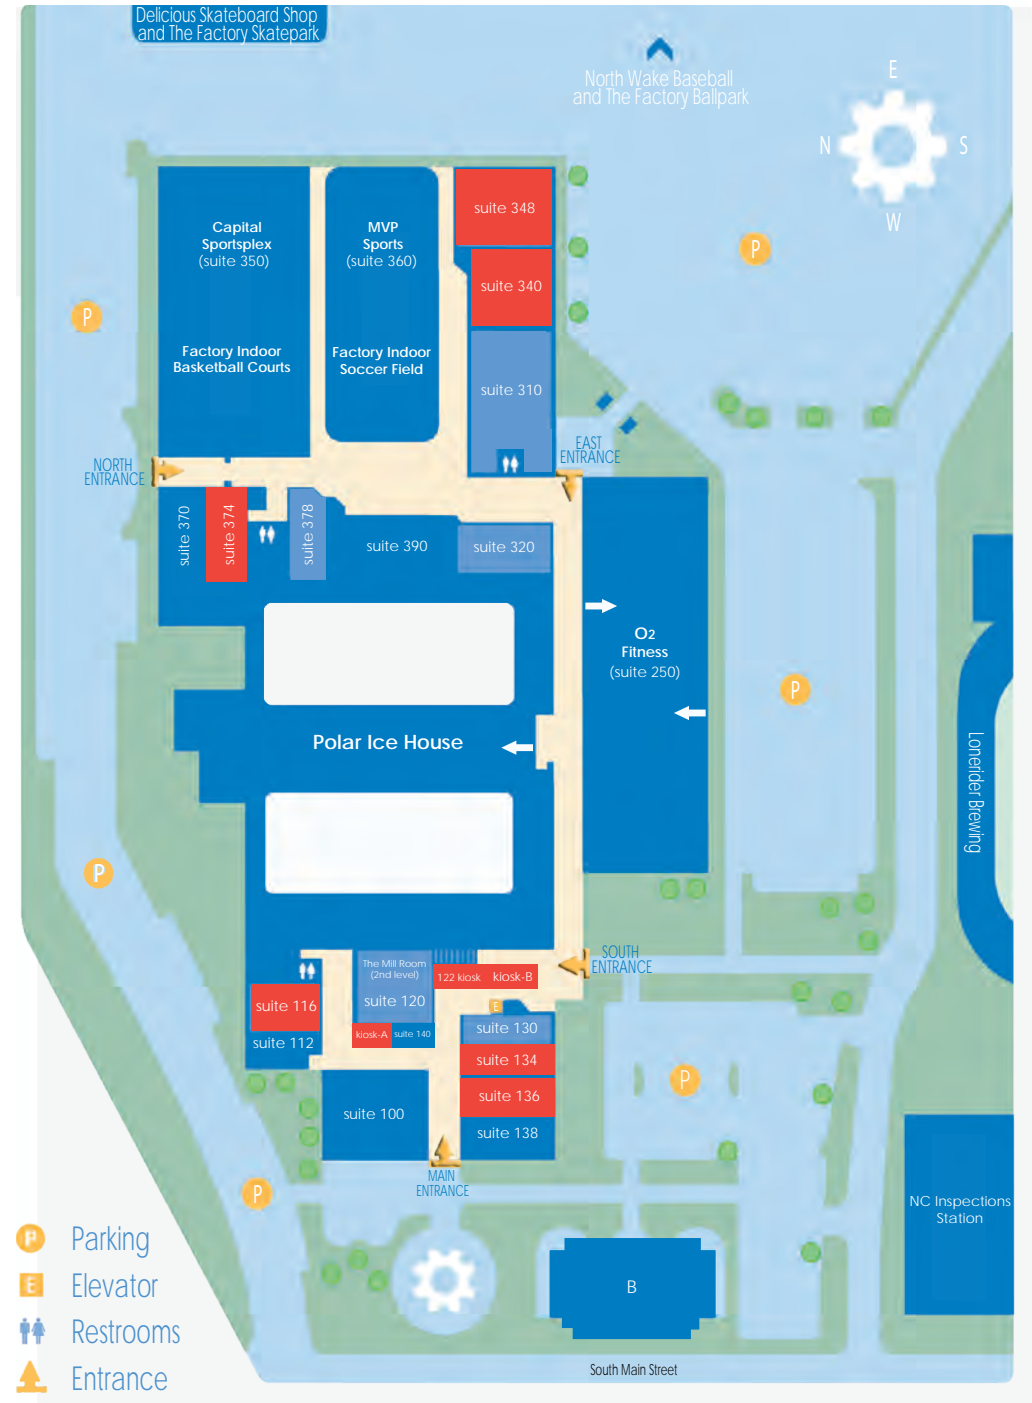 Delicious Skateboard Shop
and The Factory Skatepark
North Wake Baseball
and The Factory Ballpark
E
N
S
W
Capital
Sportsplex
(suite 350)
Factory Indoor
Basketball Courts
MVP
Sports
(suite 360)
Factory Indoor
Soccer Field
suite 348
suite 340
suite 310
P
P
EAST
ENTRANCE
NORTH
ENTRANCE
suite 370
suite 374
suite 378
suite 390
suite 320
O2
Fitness
(suite 250)
P
Polar Ice House
Lonerider Brewing
P
SOUTH
ENTRANCE
The Mill Room
(2nd level)
suite 120
122 kiosk
kiosk-B
E
suite 116
suite 112
kiosk-A
suite 140
suite 130
suite 134
suite 136
suite 138
suite 100
P
MAIN
ENTRANCE
P
NC Inspections
Station
B
P Parking
E Elevator
Restrooms
Entrance
South Main Street